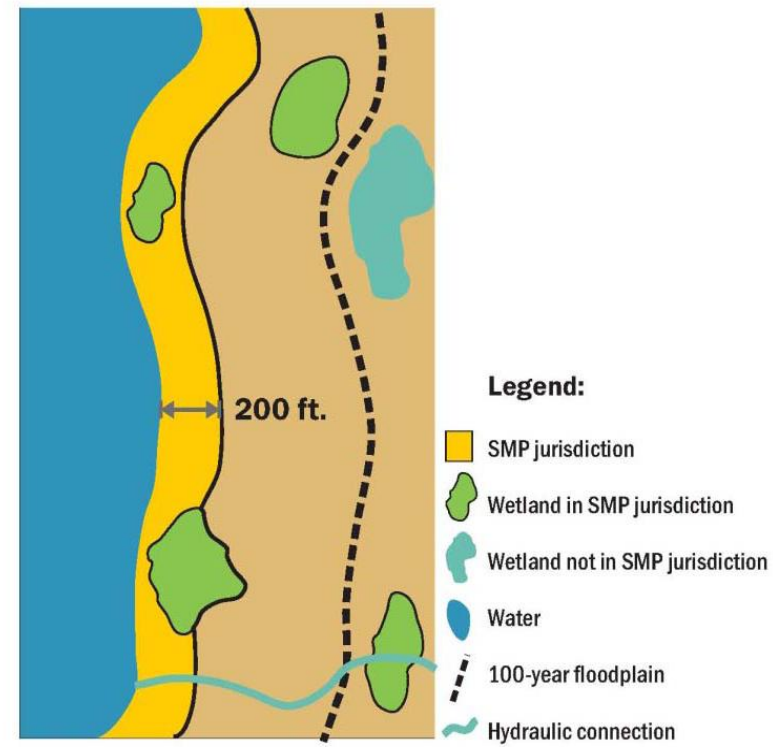 200 ft.
Legend:
SMP jurisdiction
Wetland in SMP jurisdiction
Wetland not in SMP jurisdiction
Water
100-year floodplain
Hydraulic connection